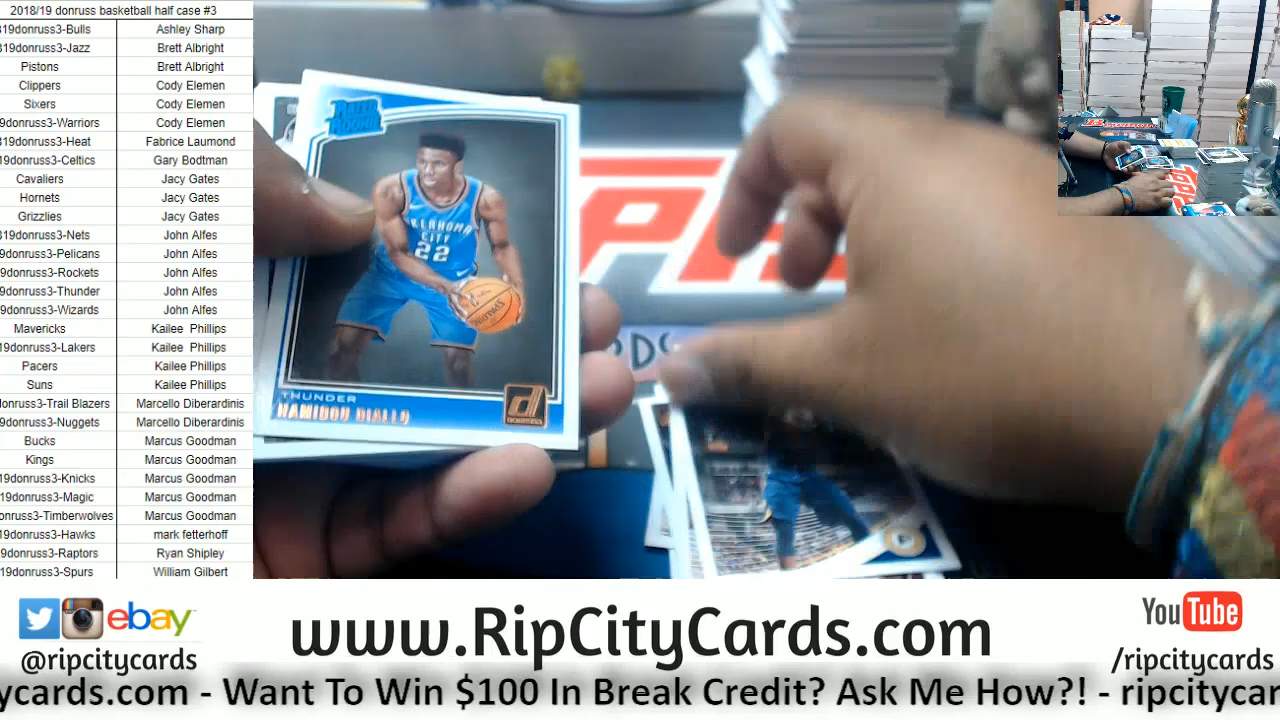 2018/19 donruss basketball half case #3
319donruss3-Bulls Ashley Sharp
319donruss3-Jazz Brett Albright
Pistons Brett Albright
Clippers Cody Elemen
Sixers Cody Elemen
9donruss3-Warriors Cody Elemen
319donruss3-Heat Fabrice Laumond
19donruss3-Celtics Gary Bodtman
Cavaliers Jacy Gates
Hornets Jacy Gates
Grizzlies Jacy Gates
319donruss3-Nets John Alfes
9donruss3-Pelicans John Alfes
9donruss3-Rockets John Alfes
9donruss3-Thunder John Alfes
9donruss3-Wizards John Alfes
Mavericks Kailee Phillips
19donruss3-Lakers Kailee Phillips
Pacers Kailee Phillips
Suns Kailee Phillips
onruss3-Trail Blazers Marcello Diberardinis
9donruss3-Nuggets Marcello Diberardinis
Bucks Marcus Goodman
Kings Marcus Goodman
19donruss3-Knicks Marcus Goodman
19donruss3-Magic Marcus Goodman
onruss3-Timberwolves Marcus Goodman
19donruss3-Hawks mark fetterhoff
9donruss3-Raptors Ryan Shipley
19donruss3-Spurs William Gilbert
RATED ROOKIE
OKLAHOMA
CITY
22
THUNDER
HAMIDOU DIALLO
d
DONRUSS
ebay
@ripcitycards
www.RipCityCards.com
YouTube
/ripcitycards
ycards.com - Want To Win $100 In Break Credit? Ask Me How?! - ripcitycar